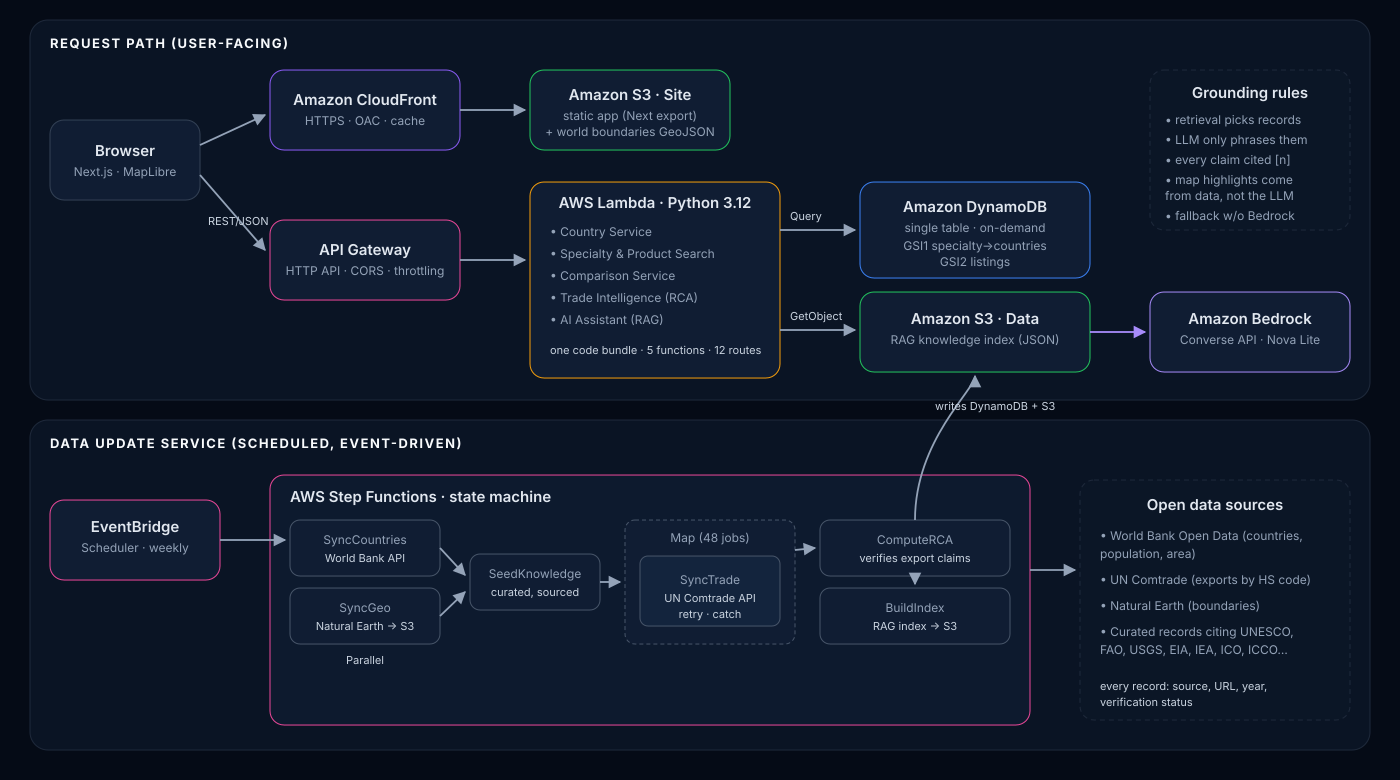 REQUEST PATH (USER-FACING)
Browser
Next.js · MapLibre
REST/JSON
Amazon CloudFront
HTTPS · OAC · cache
API Gateway
HTTP API · CORS · throttling
Amazon S3 · Site
static app (Next export)
+ world boundaries GeoJSON
AWS Lambda · Python 3.12
• Country Service
• Specialty & Product Search
• Comparison Service
• Trade Intelligence (RCA)
• AI Assistant (RAG)
one code bundle · 5 functions · 12 routes
Query
GetObject
Amazon DynamoDB
single table · on-demand
GSI1 specialty→countries
GSI2 listings
Amazon S3 · Data
RAG knowledge index (JSON)
Amazon Bedrock
Converse API · Nova Lite
Grounding rules
• retrieval picks records
• LLM only phrases them
• every claim cited [n]
• map highlights come
from data, not the LLM
• fallback w/o Bedrock
writes DynamoDB + S3
DATA UPDATE SERVICE (SCHEDULED, EVENT-DRIVEN)
EventBridge
Scheduler · weekly
AWS Step Functions · state machine
SyncCountries
World Bank API
SyncGeo
Natural Earth → S3
Parallel
SeedKnowledge
curated, sourced
Map (48 jobs)
SyncTrade
UN Comtrade API
retry · catch
ComputeRCA
verifies export claims
BuildIndex
RAG index → S3
Open data sources
• World Bank Open Data (countries,
population, area)
• UN Comtrade (exports by HS code)
• Natural Earth (boundaries)
• Curated records citing UNESCO,
FAO, USGS, EIA, IEA, ICO, ICCO...
every record: source, URL, year,
verification status